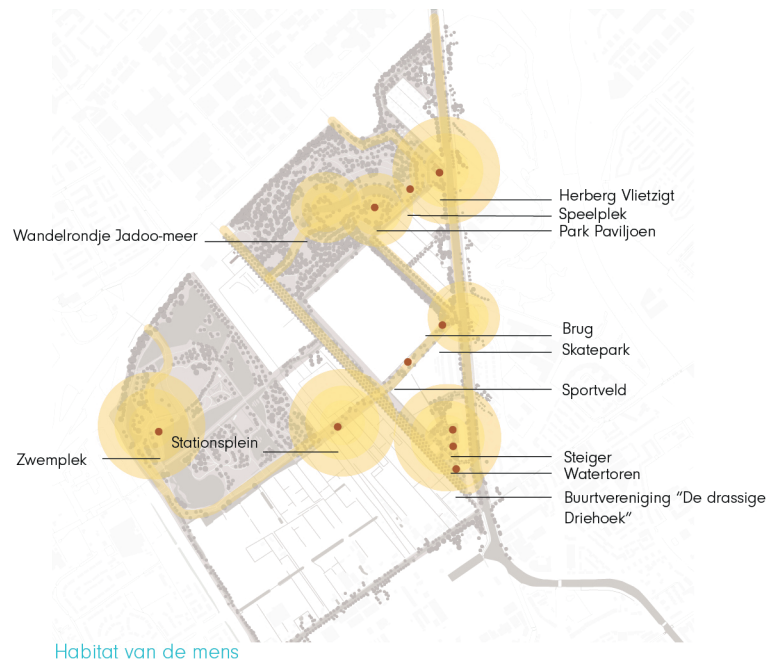 Herberg Vlietzigt
Speelplek
Park Paviljoen
Wandelrondje Jadoo-meer
Brug
Skatepark
Sportveld
Stationsplein
Zwemplek
Steiger
Watertoren
Buurtvereniging “De drassige
Driehoek”
Habitat van de mens